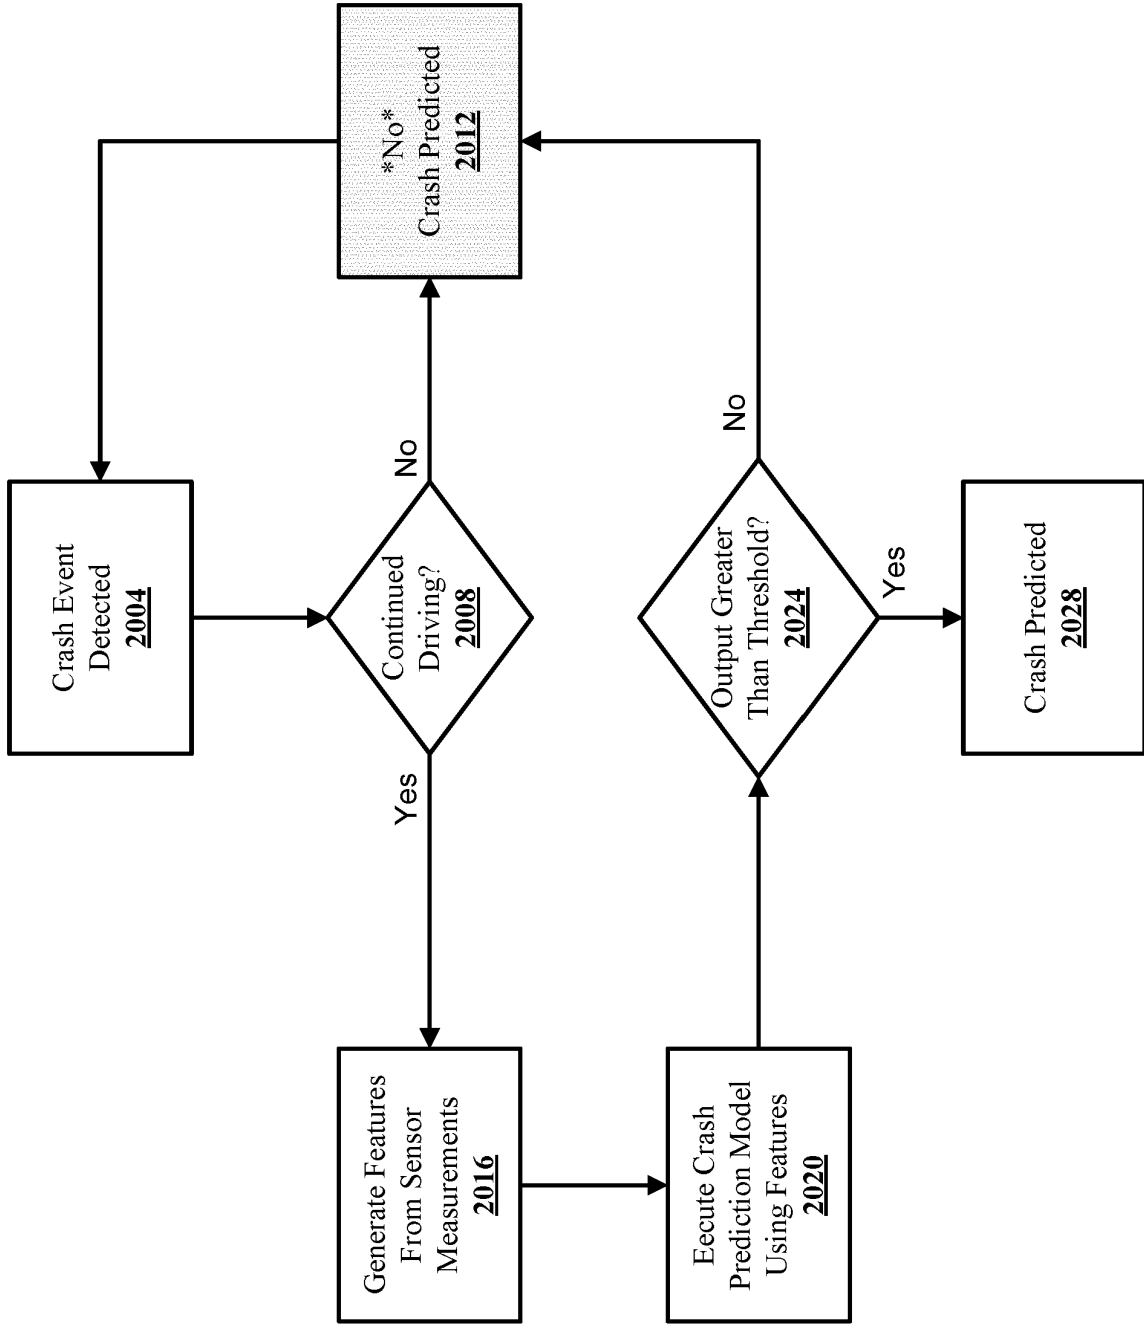 Crash Event
Detected
2004
Continued
Driving?
2008
No
*No*
Crash Predicted
2012
Yes
Generate Features
From Sensor
Measurements
2016
Eecute Crash
Prediction Model
Using Features
2020
Output Greater
Than Threshold?
2024
No
Yes
Crash Predicted
2028